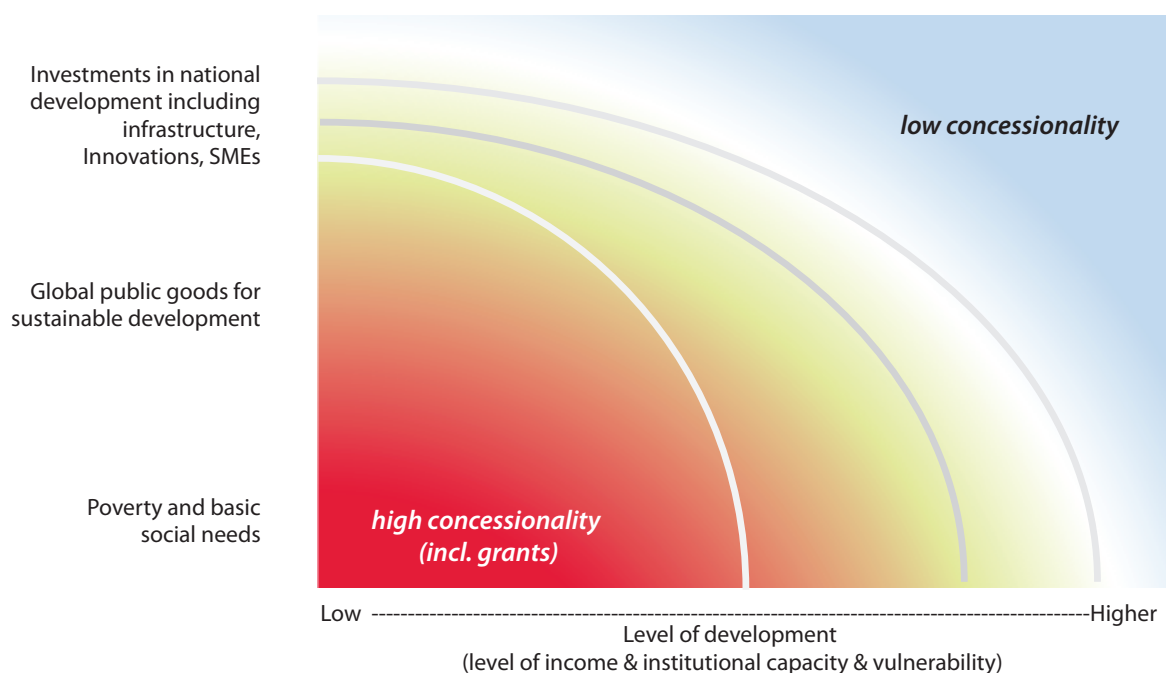 Investments in national
development including
infrastructure,
Innovations, SMEs
low concessionality
Global public goods for
sustainable development
Poverty and basic
social needs
high concessionality
(incl. grants)
Low ---------------------------------------------------------------------------------------------------Higher
Level of development
(level of income & institutional capacity & vulnerability)